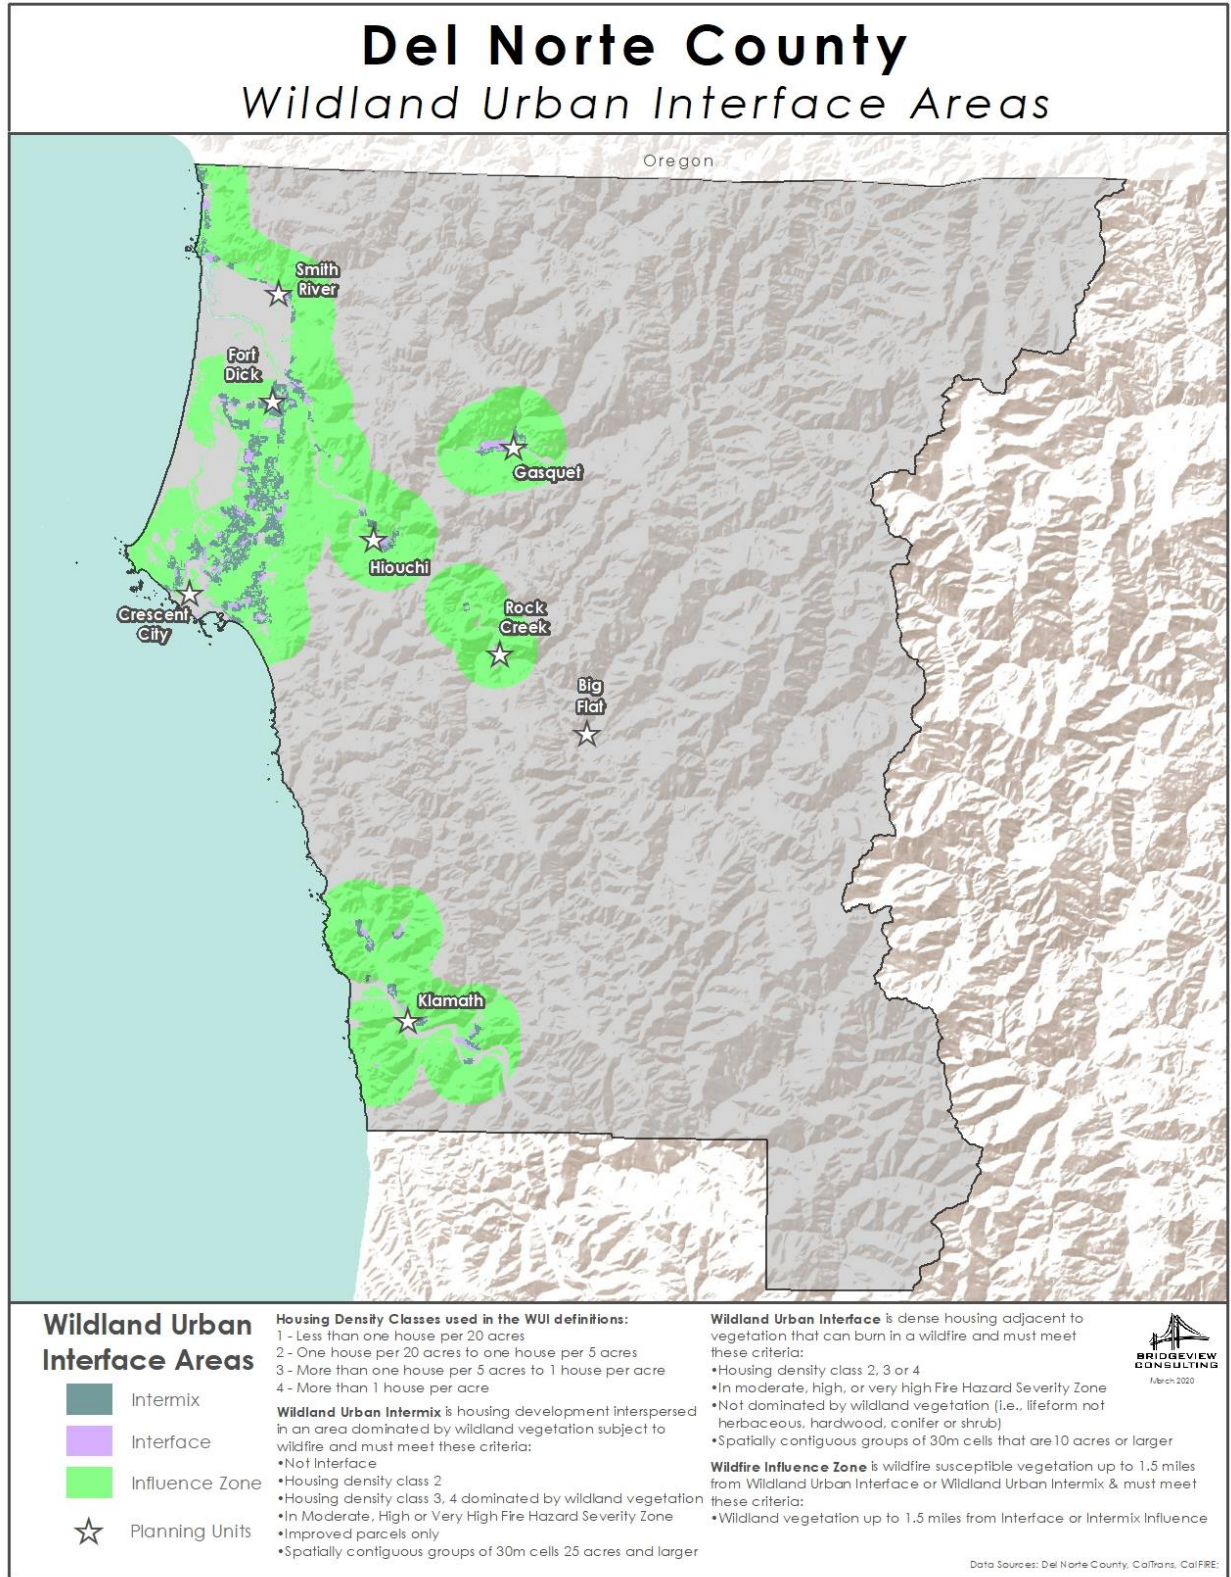 Del Norte County
Wildland Urban Interface Areas
Oregon
Smith
River
Fort
Dick
Gasquet
Hiouchi
Crescent
City
Rock
Creek
Big
Flat
Klamath
Wildland Urban
Interface Areas
Intermix
Interface
Influence Zone
Planning Units
Housing Density Classes used in the WUI definitions:
1 - Less than one house per 20 acres
2 - One house per 20 acres to one house per 5 acres
3 - More than one house per 5 acres to 1 house per acre
4 - More than 1 house per acre
Wildland Urban Intermix is housing development interspersed
in an area dominated by wildland vegetation subject to
wildfire and must meet these criteria:
•Not Interface
•Housing density class 2
•Housing density class 3, 4 dominated by wildland vegetation
•In Moderate, High or Very High Fire Hazard Severity Zone
•Improved parcels only
•Spatially contiguous groups of 30m cells 25 acres and larger
Wildland Urban Interface is dense housing adjacent to
vegetation that can burn in a wildfire and must meet
these criteria:
•Housing density class 2, 3 or 4
•In moderate, high, or very high Fire Hazard Severity Zone
•Not dominated by wildland vegetation (i.e., lifeform not
herbaceous, hardwood, conifer or shrub)
•Spatially contiguous groups of 30m cells that are 10 acres or larger
Wildfire Influence Zone is wildfire susceptible vegetation up to 1.5 miles
from Wildland Urban Interface or Wildland Urban Intermix & must meet
these criteria:
•Wildland vegetation up to 1.5 miles from Interface or Intermix Influence
BRIDGEVIEW
CONSULTING
March 2020
Data Sources: Del Norte County, CalTrans, CalFIRE;